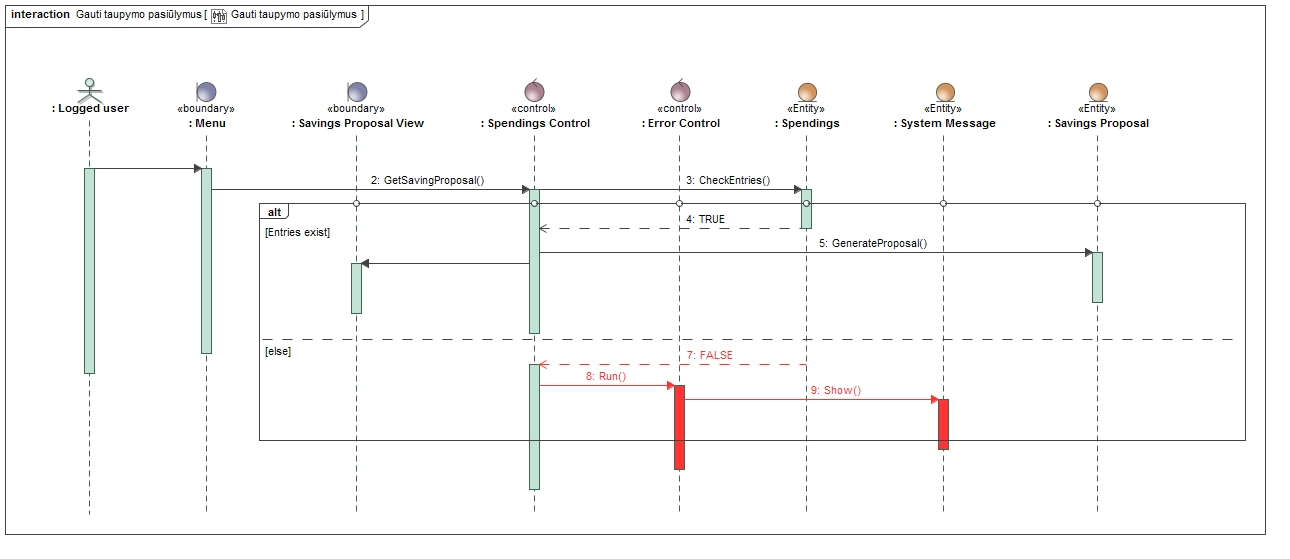 interaction Gauti taupymo pasiūlymus [ Gauti taupymo pasiūlymus ]
: Logged user
«boundary»
: Menu
«boundary»
: Savings Proposal View
«control»
: Spendings Control
«control»
: Error Control
«Entity»
: Spendings
«Entity»
: System Message
«Entity»
: Savings Proposal
2: GetSavingProposal()
3: CheckEntries()
alt
4: TRUE
[Entries exist]
5: GenerateProposal()
[else]
7: FALSE
8: Run()
9: Show()